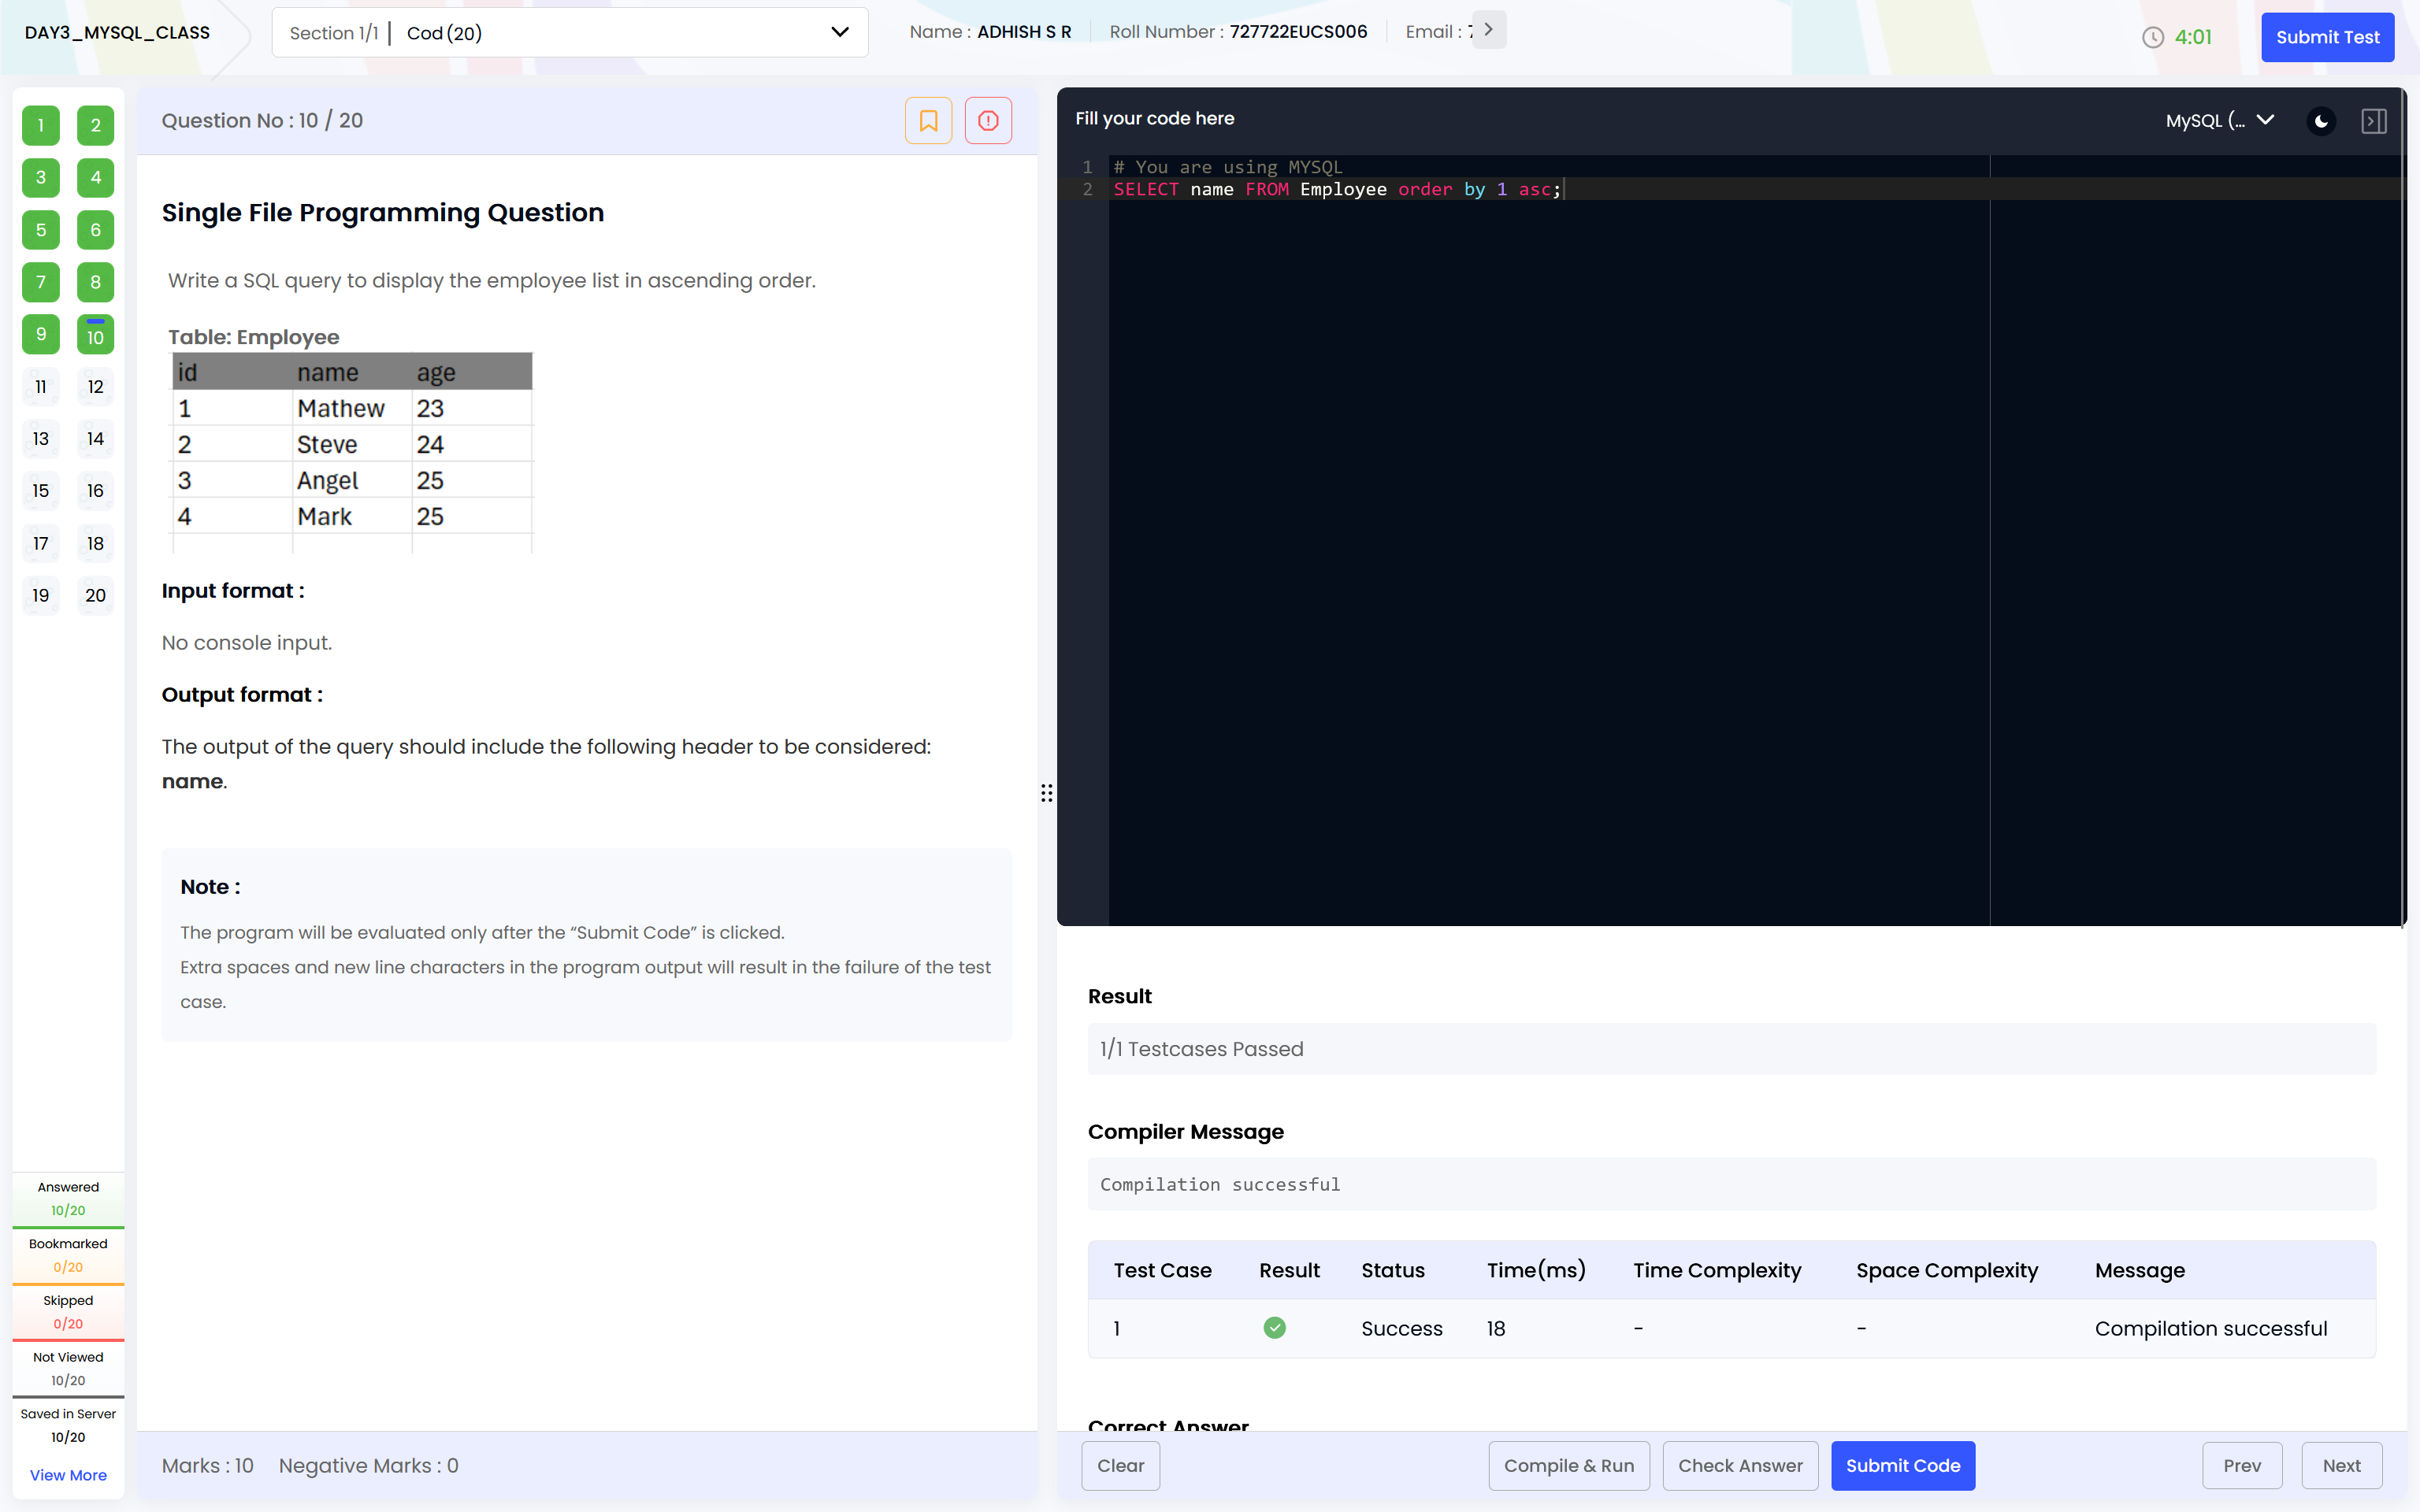 DAY3_MYSQL_CLASS
Section 1/1 | Cod (20)
Name : ADHISH S R
Roll Number : 727722EUCS006
Email :
4:01
Submit Test
1 2
3 4
5 6
7 8
9 10
11 12
13 14
15 16
17 18
19 20
Answered
10/20
Bookmarked
0/20
Skipped
0/20
Not Viewed
10/20
Saved in Server
10/20
View More
Question No : 10 / 20
Single File Programming Question
Write a SQL query to display the employee list in ascending order.
Table: Employee
id name age
1 Mathew 23
2 Steve 24
3 Angel 25
4 Mark 25
Input format :
No console input.
Output format :
The output of the query should include the following header to be considered:
name.
Note :
The program will be evaluated only after the “Submit Code” is clicked.
Extra spaces and new line characters in the program output will result in the failure of the test
case.
Marks : 10 Negative Marks : 0
Fill your code here
MySQL (...
1 # You are using MYSQL
2 SELECT name FROM Employee order by 1 asc;
Result
1/1 Testcases Passed
Compiler Message
Compilation successful
Test Case Result Status Time(ms) Time Complexity Space Complexity Message
1 Success 18 - - Compilation successful
Correct Answer
Clear
Compile & Run
Check Answer
Submit Code
Prev
Next